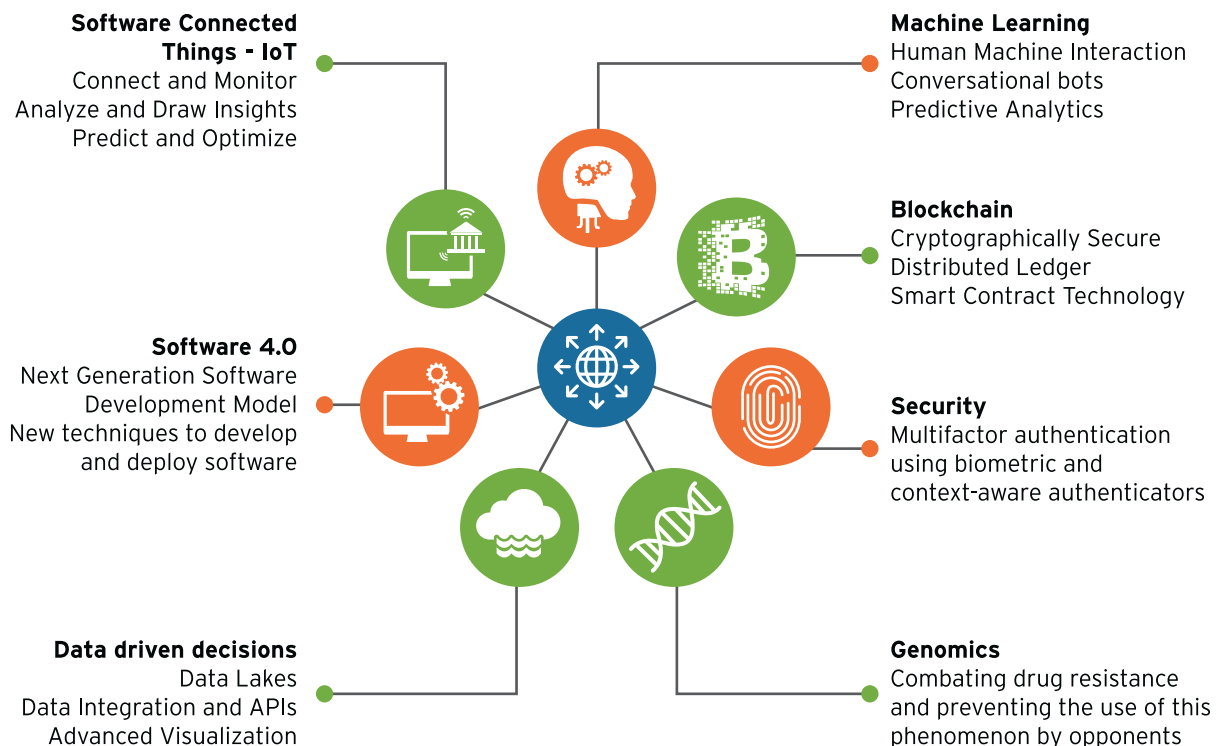 Software Connected
Things - IoT
Connect and Monitor
Analyze and Draw Insights
Predict and Optimize
Machine Learning
Human Machine Interaction
Conversational bots
Predictive Analytics
Blockchain
Cryptographically Secure
Distributed Ledger
Smart Contract Technology
Software 4.0
Next Generation Software
Development Model
New techniques to develop
and deploy software
Security
Multifactor authentication
using biometric and
context-aware authenticators
Data driven decisions
Data Lakes
Data Integration and APIs
Advanced Visualization
Genomics
Combating drug resistance
and preventing the use of this
phenomenon by opponents